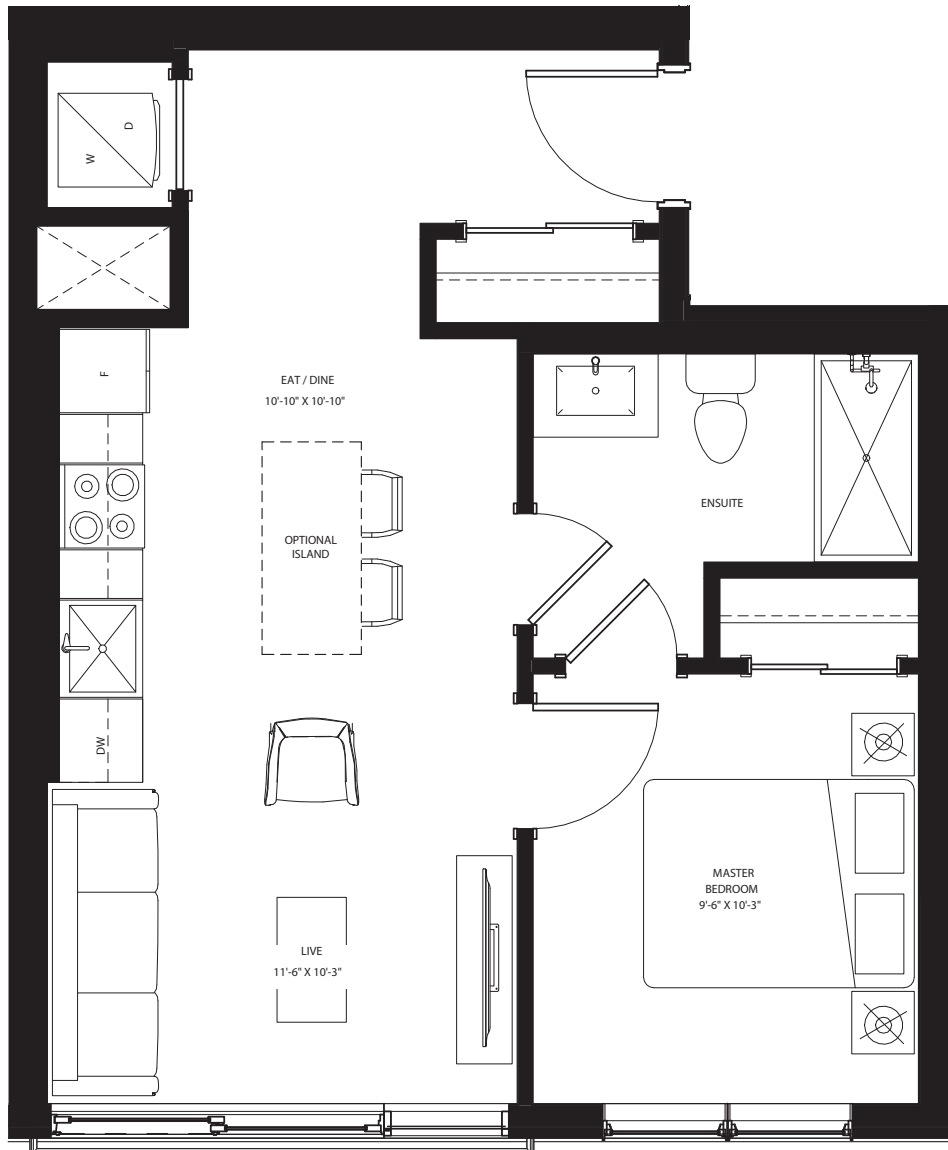 D
W
F
EAT / DINE
10'-10" X 10'-10"
ENSUITE
OPTIONAL
ISLAND
DW
MASTER
BEDROOM
9'-6" X 10'-3"
LIVE
11'-6" X 10'-3"